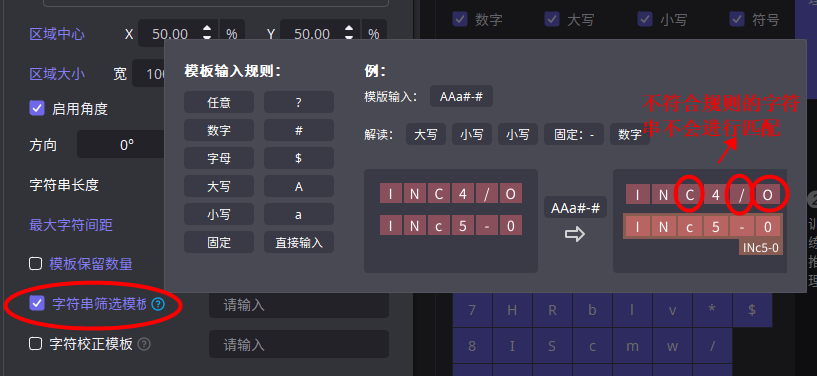 区域中心 X 50.00 % Y 50.00 %
数字 大写 小写 符号
区域大小 宽 100
模板输入规则：
例：
任意 ?
模版输入： AAa#-#
不符合规则的字符
串不会进行匹配
启用角度
数字 #
解读： 大写 小写 小写 固定：- 数字
方向 0°
字母 $
字符串长度
大写 A
I N C 4 / O
I N C 4 / O
小写 a
AAa#-#
最大字符间距
I N c 5 - 0
I N c 5 - 0
固定 直接输入
INc5-0
模板保留数量
训
练
推
理
字符串筛选模板 ? 请输入
7 H R b l v * $
字符校正模板 ? 请输入
8 I S c m w /